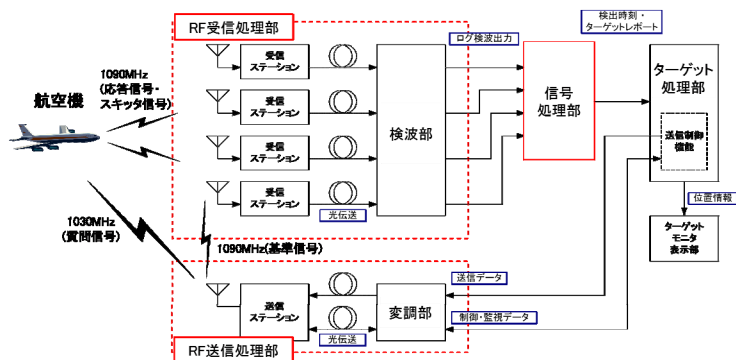 RF受信処理部
検出時刻・
ターゲットレポート
受信
ステーション
ログ検波出力
1090MHz
(応答信号・
スキッタ信号)
航空機
受信
ステーション
検波部
信号
処理部
ターゲット
処理部
受信
ステーション
送信制御
機能
受信
ステーション
光伝送
位置情報
1030MHz
(質問信号)
1090MHz(基準信号)
ターゲット
モニタ
表示部
送信データ
送信
ステーション
変調部
制御・監視データ
光伝送
RF送信処理部